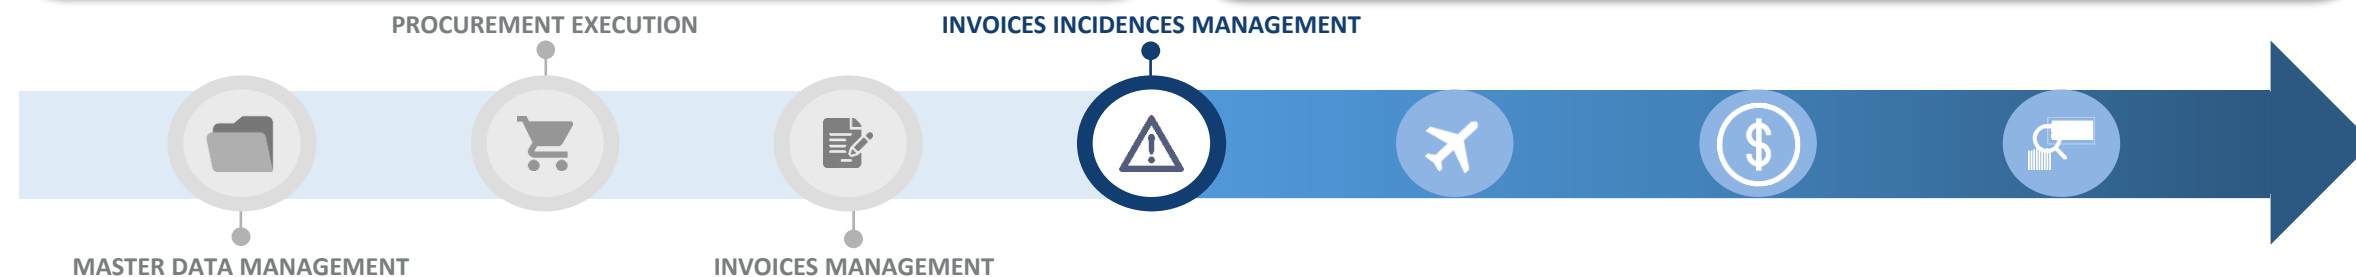 PROCUREMENT EXECUTION
INVOICES INCIDENCES MANAGEMENT
$
MASTER DATA MANAGEMENT
INVOICES MANAGEMENT